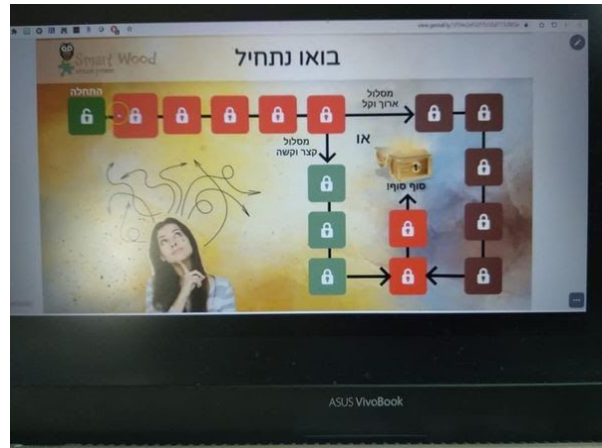 Smart Wood
בואו נתחיל
התחלה
מסלול
ארוך וקל
או
מסלול
קצר וקשה
סוף סוף!
ASUS VivoBook